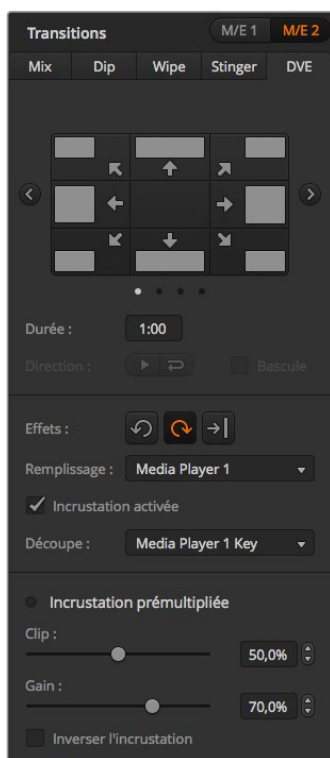 Transitions M/E 1 M/E 2
Mix Dip Wipe Stinger DVE
Durée : 1:00
Direction : Bascule
Effets :
Remplissage : Media Player 1
Incrustation activée
Découpe : Media Player 1 Key
Incrustation prémultipliée
Clip :
50,0%
Gain :
70,0%
Inverser l'incrustation